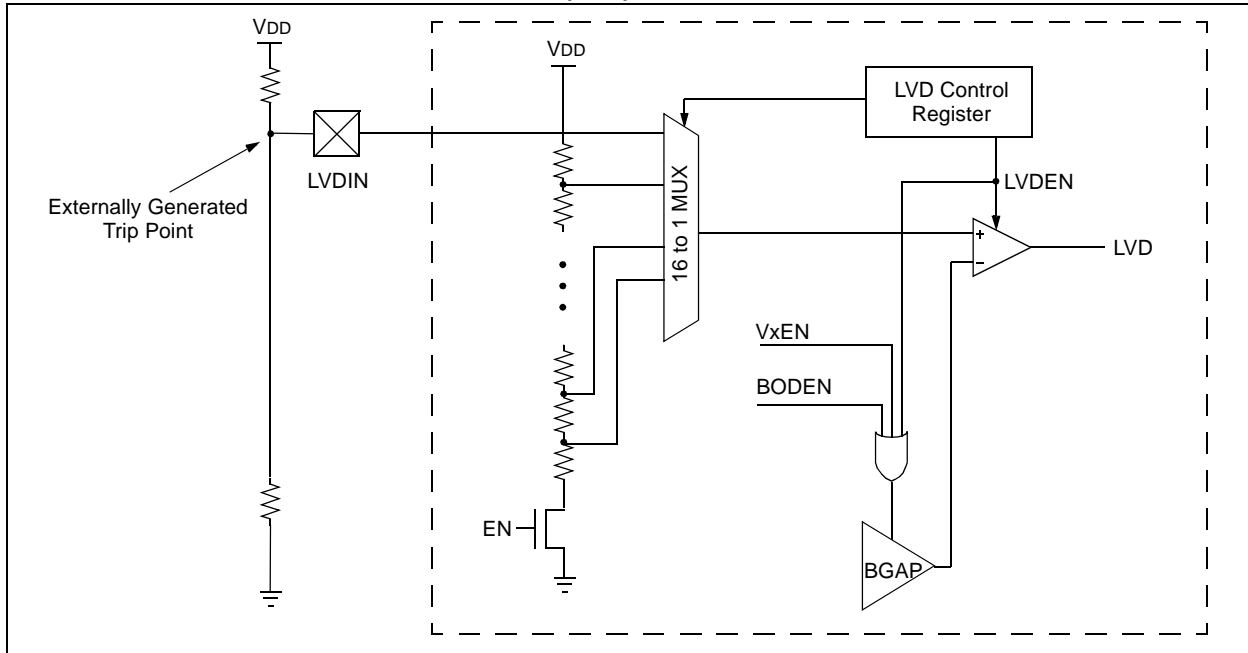 VDD
VDD
LVD Control
Register
LVDIN
LVDEN
Externally Generated
Trip Point
16 to 1 MUX
+
–
LVD
VxEN
BODEN
EN
BGAP